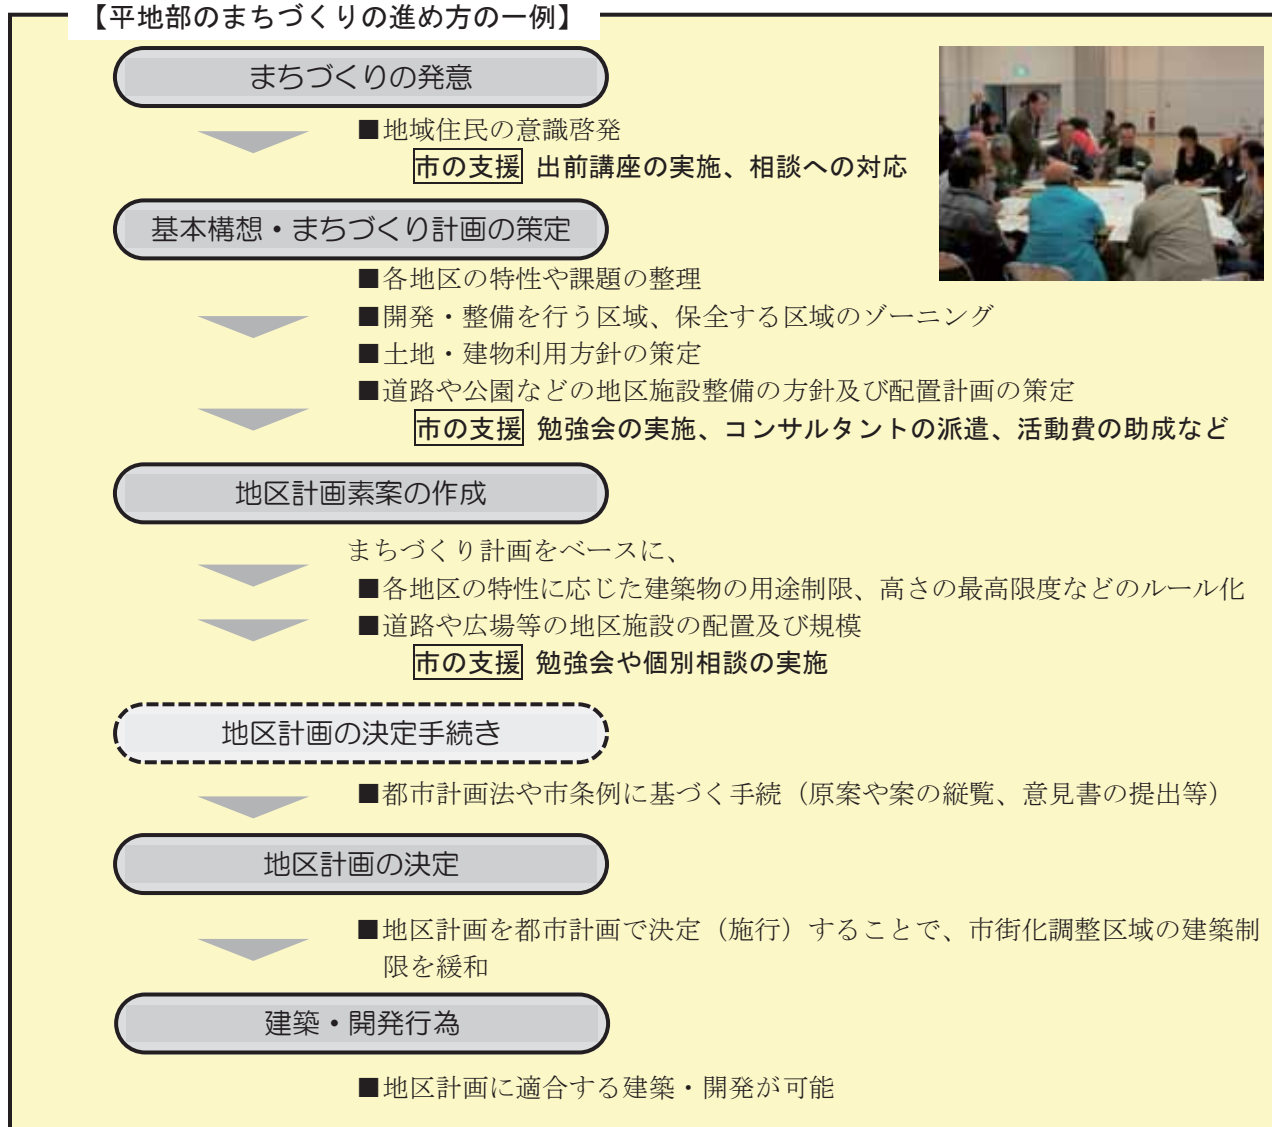 【平地部のまちづくりの進め方の一例】
まちづくりの発意
■地域住民の意識啓発
市の支援 出前講座の実施、相談への対応
基本構想・まちづくり計画の策定
■各地区の特性や課題の整理
■開発・整備を行う区域、保全する区域のゾーニング
■土地・建物利用方針の策定
■道路や公園などの地区施設整備の方針及び配置計画の策定
市の支援 勉強会の実施、コンサルタントの派遣、活動費の助成など
地区計画素案の作成
まちづくり計画をベースに、
■各地区の特性に応じた建築物の用途制限、高さの最高限度などのルール化
■道路や広場等の地区施設の配置及び規模
市の支援 勉強会や個別相談の実施
地区計画の決定手続き
■都市計画法や市条例に基づく手続（原案や案の縦覧、意見書の提出等）
地区計画の決定
■地区計画を都市計画で決定（施行）することで、市街化調整区域の建築制
限を緩和
建築・開発行為
■地区計画に適合する建築・開発が可能